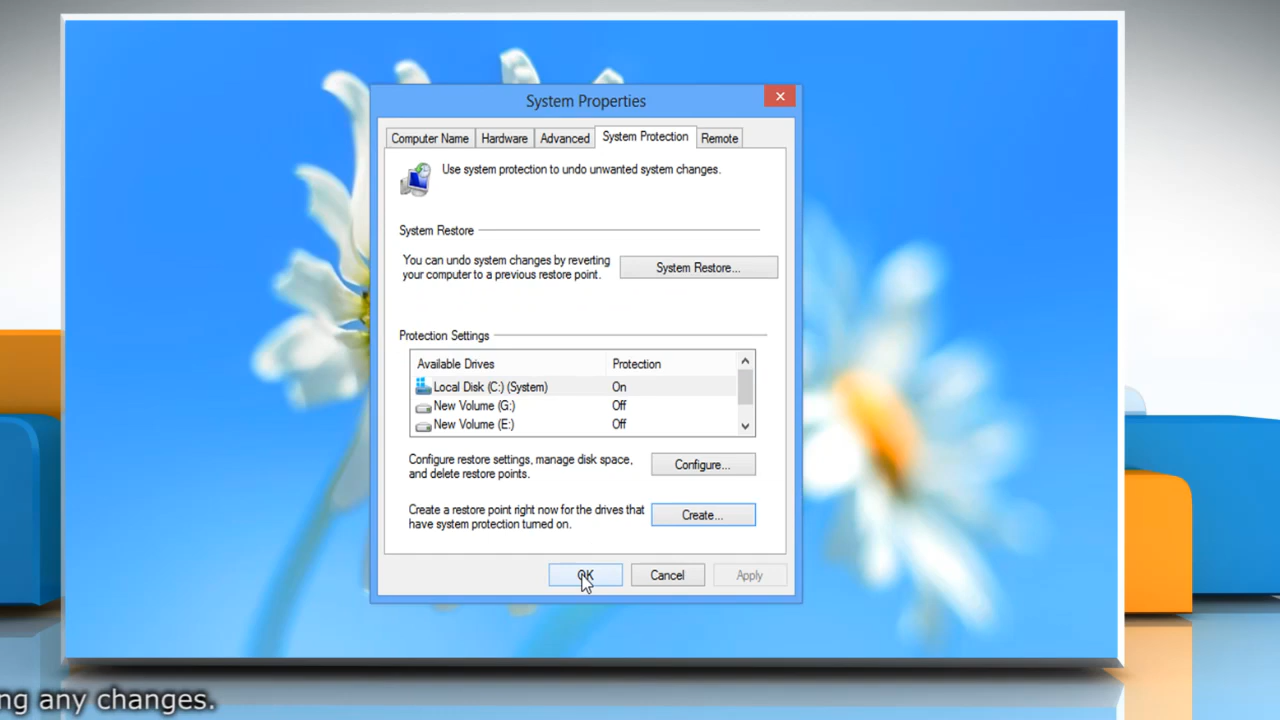 System Properties
Computer Name Hardware Advanced System Protection Remote
Use system protection to undo unwanted system changes.
System Restore
You can undo system changes by reverting
your computer to a previous restore point.
System Restore...
Protection Settings
Available Drives Protection
Local Disk (C:) (System) On
New Volume (G:) Off
New Volume (E:) Off
Configure restore settings, manage disk space,
and delete restore points.
Configure...
Create a restore point right now for the drives that
have system protection turned on.
Create...
OK Cancel Apply
any changes.